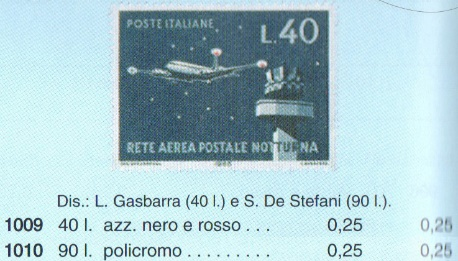 POSTE ITALIANE
L.40
RETE AEREA POSTALE NOTTURNA
1965
Dis.: L. Gasbarra (40 l.) e S. De Stefani (90 l.).
1009 40 l. azz. nero e rosso . . . 0,25 0,25
1010 90 l. policromo . . . . . . . . . 0,25 0,25